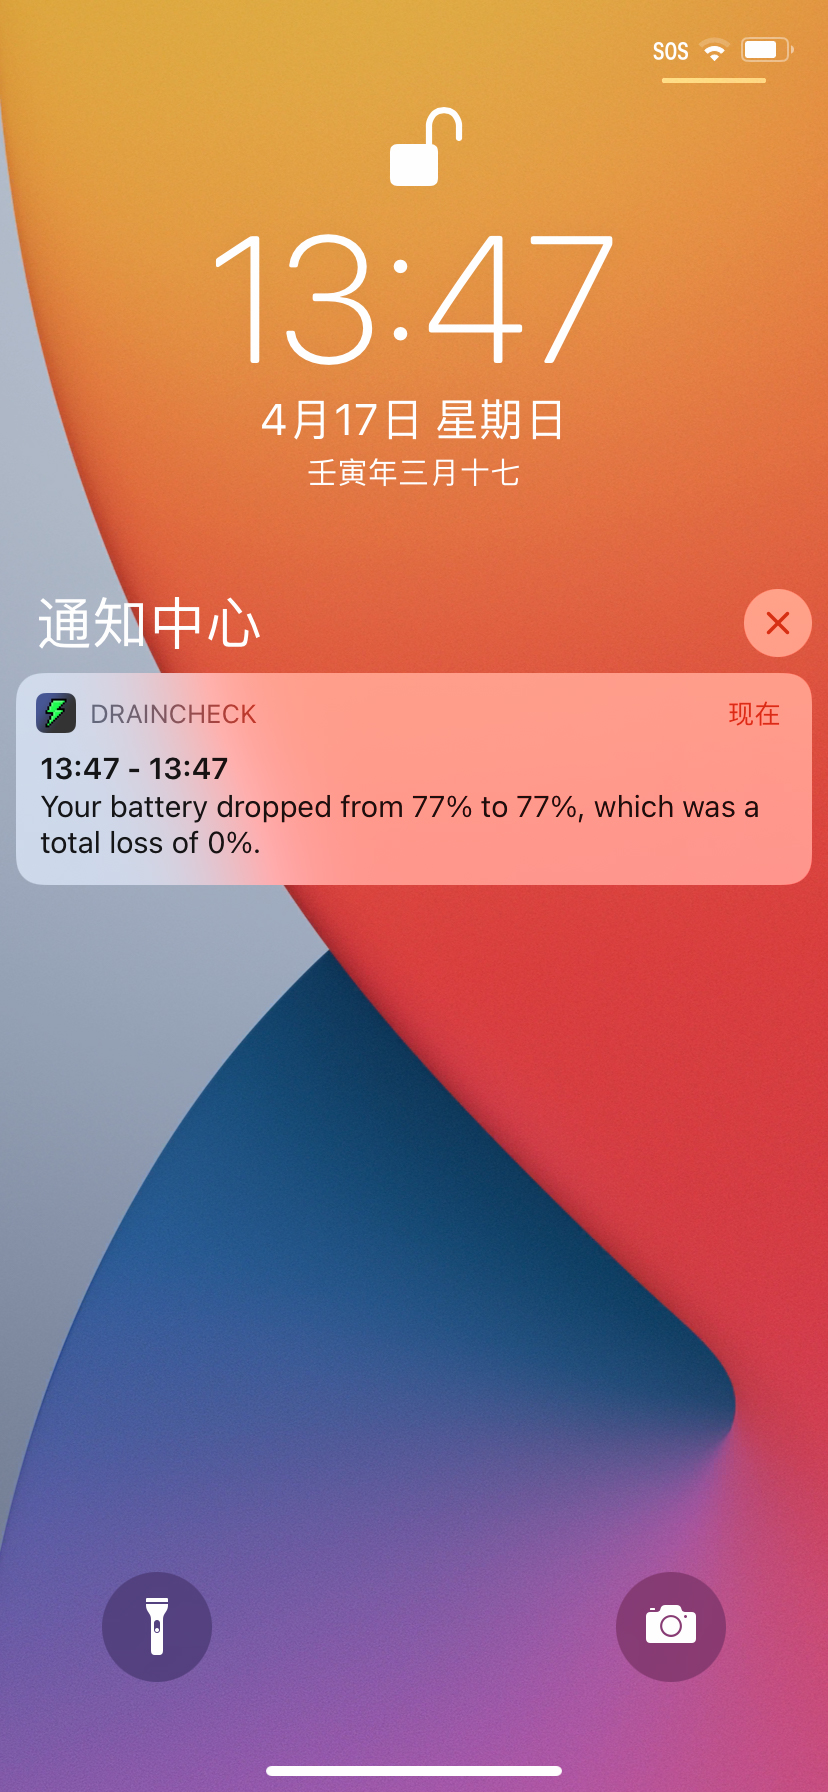 SOS
13:47
4月17日 星期日
壬寅年三月十七
通知中心
DRAINCHECK 现在
13:47 - 13:47
Your battery dropped from 77% to 77%, which was a
total loss of 0%.